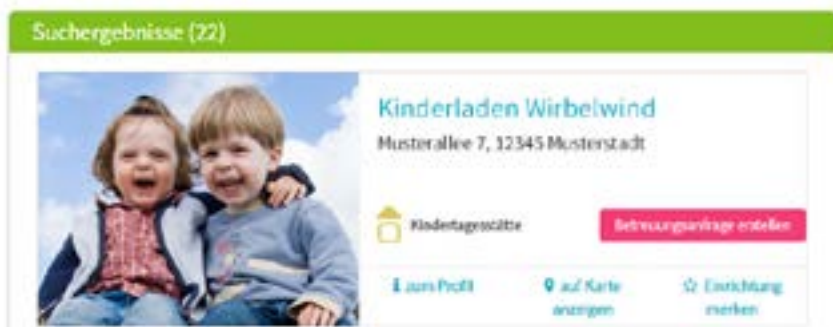 Suchergebnisse (22)
Kinderladen Wirbelwind
Musterallee 7, 12345 Musterstadt
Kindertagesstätte
Betreuungsanfrage erstellen
zum Profil
auf Karte
anzeigen
Einrichtung
merken